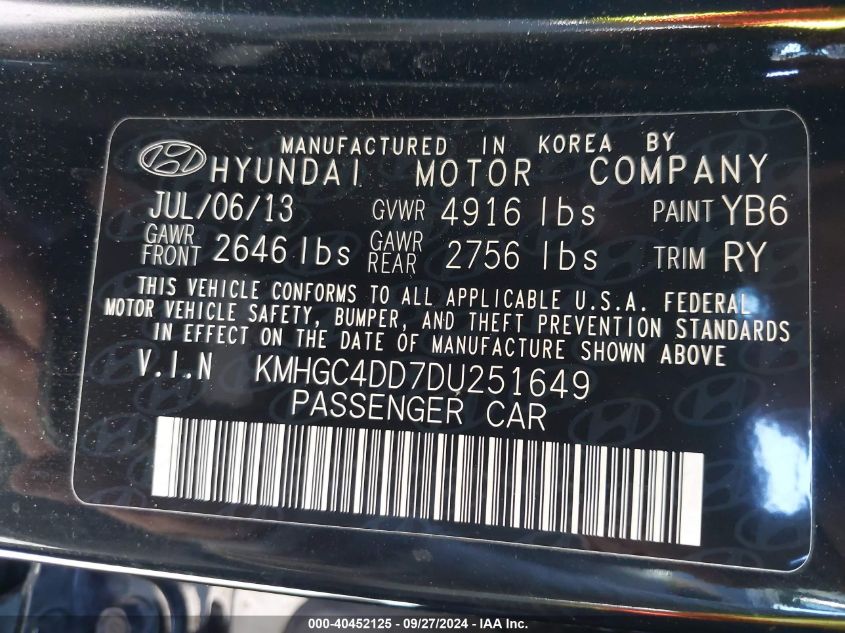 MANUFACTURED IN KOREA BY
HYUNDAI MOTOR COMPANY
JUL/06/13 GVWR 4916 lbs PAINT YB6
GAWR FRONT 2646 lbs GAWR REAR 2756 lbs TRIM RY
THIS VEHICLE CONFORMS TO ALL APPLICABLE U.S.A. FEDERAL
MOTOR VEHICLE SAFETY, BUMPER, AND THEFT PREVENTION STANDARDS
IN EFFECT ON THE DATE OF MANUFACTURE SHOWN ABOVE
V.I.N KMHGC4DD7DU251649
PASSENGER CAR
000-40452125 - 09/27/2024 - IAA Inc.